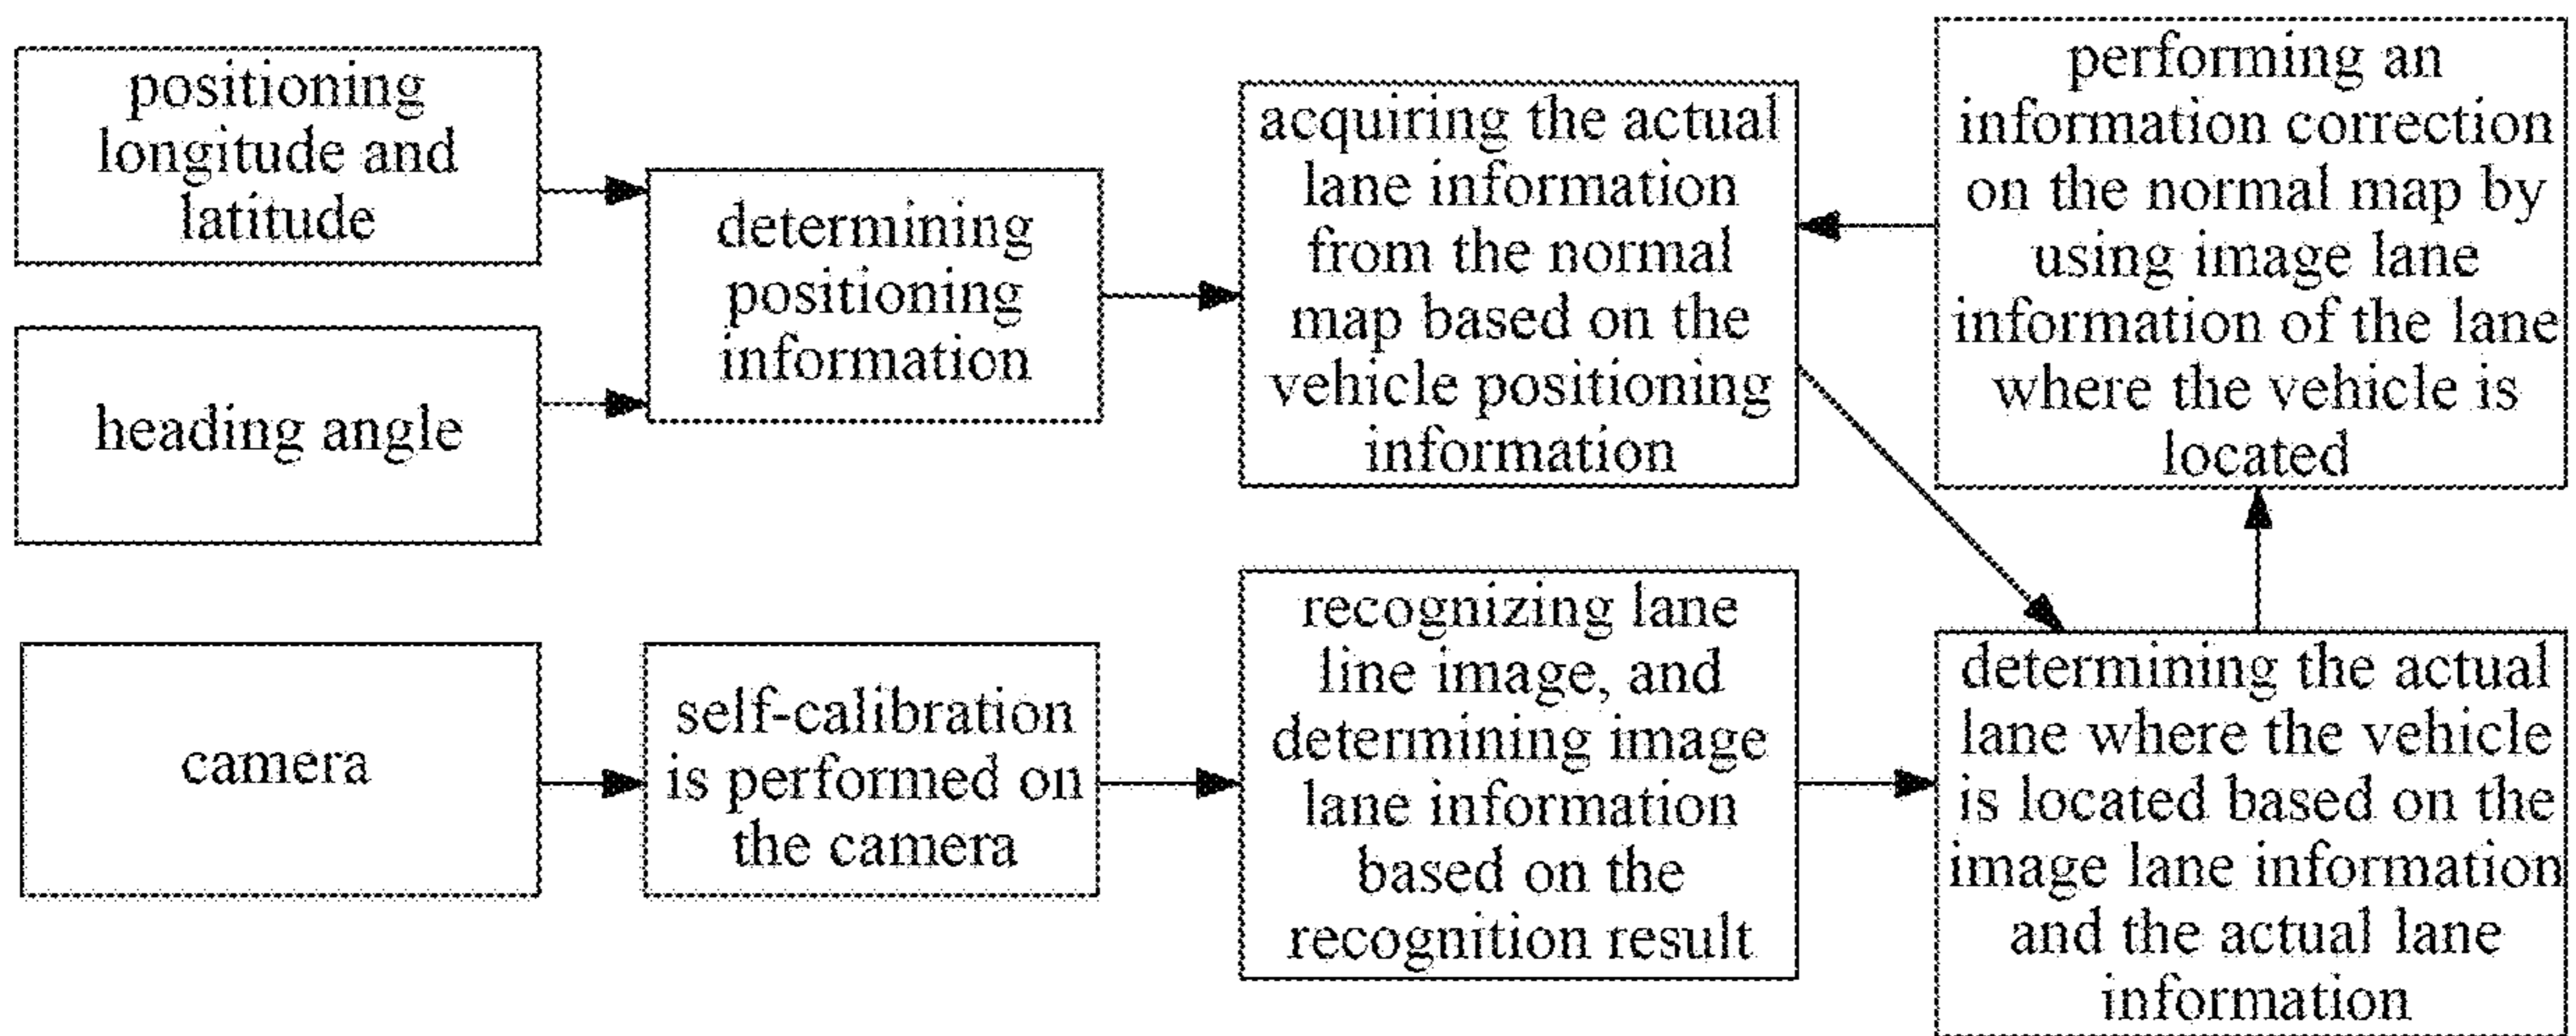 positioning
longitude and
latitude
heading angle
determining
positioning
information
acquiring the actual
lane information
from the normal
map based on the
vehicle positioning
information
performing an
information correction
on the normal map by
using image lane
information of the lane
where the vehicle is
located
camera
self-calibration
is performed on
the camera
recognizing lane
line image, and
determining image
lane information
based on the
recognition result
determining the actual
lane where the vehicle
is located based on the
image lane information
and the actual lane
information